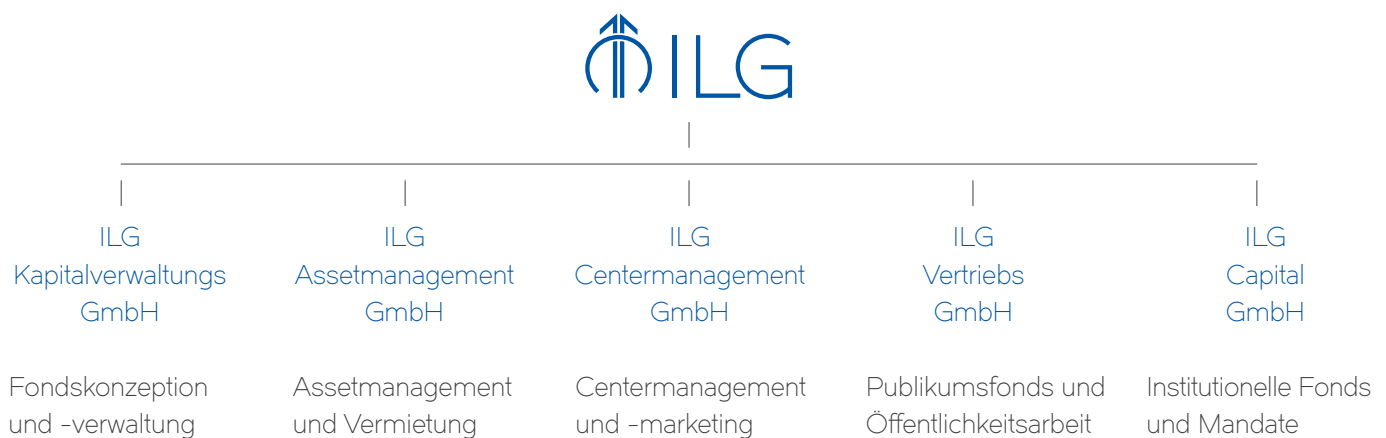 ILG
ILG
Kapitalverwaltungs
GmbH
ILG
Assetmanagement
GmbH
ILG
Centermanagement
GmbH
ILG
Vertriebs
GmbH
ILG
Capital
GmbH
Fondskonzeption
und -verwaltung
Assetmanagement
und Vermietung
Centermanagement
und -marketing
Publikumsfonds und
Öffentlichkeitsarbeit
Institutionelle Fonds
und Mandate